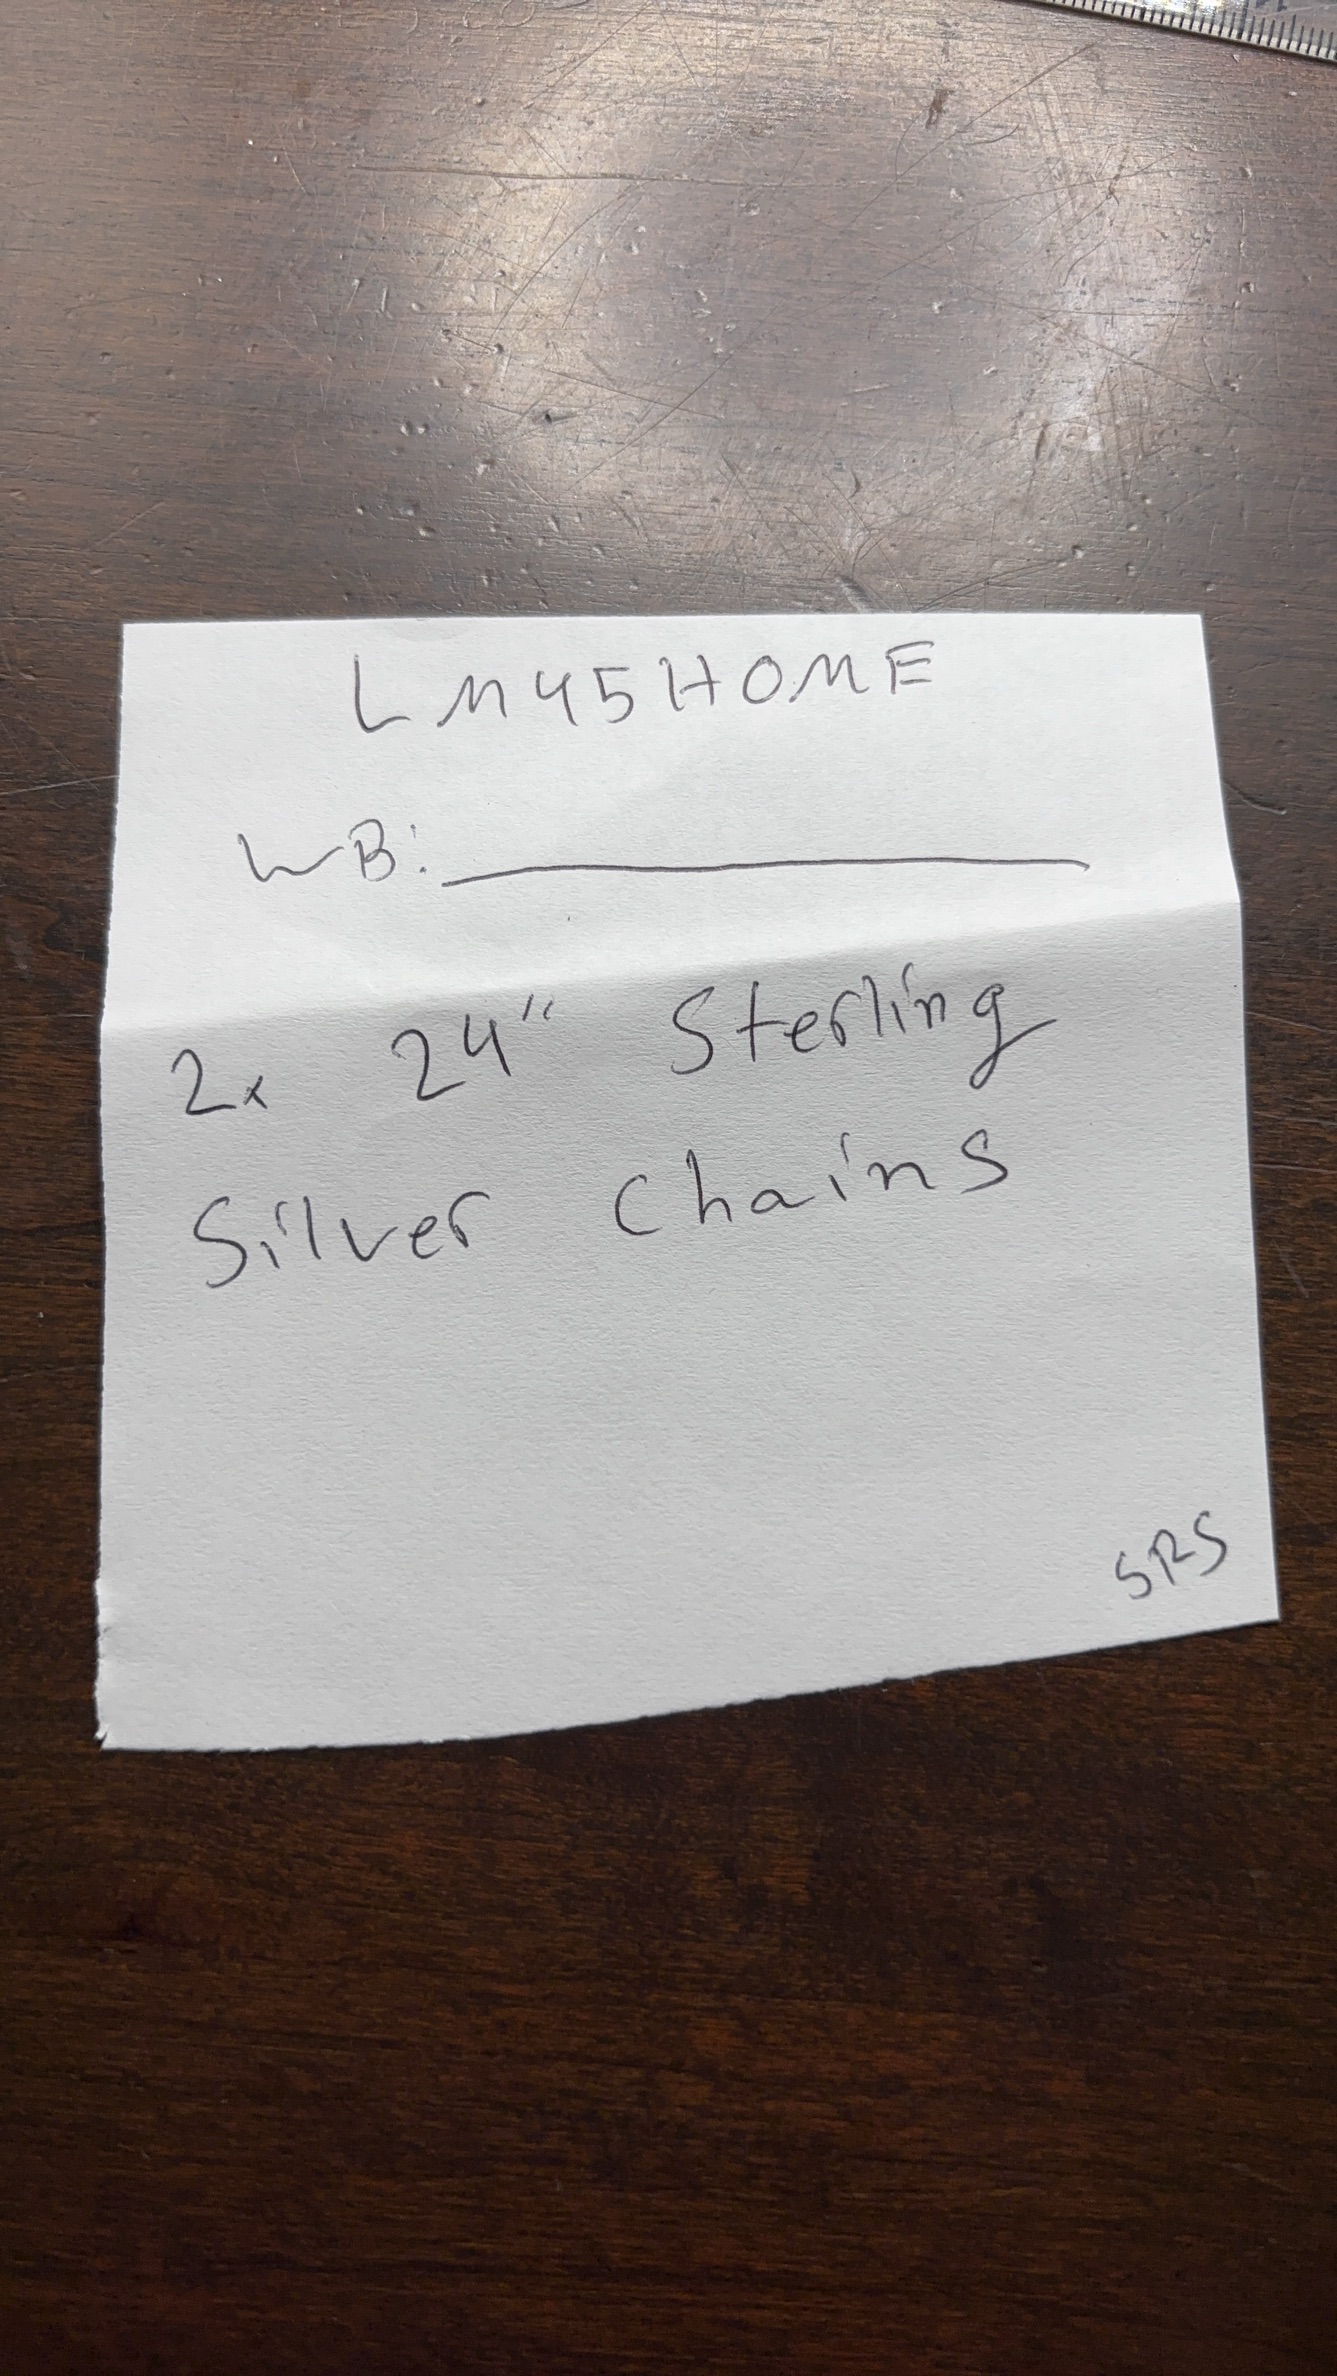 LM45HOME
WB:
2x 24" Sterling
Silver Chains
SRS